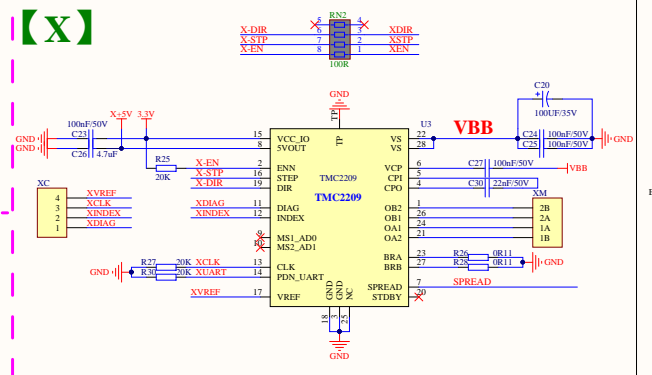 【X】
RN2
5 4
X-DIR 6 3 XDIR
X-STP 7 2 XSTP
X-EN 8 1 XEN
100R
C20
+
100UF/35V
GND
TP
100nF/50V X+5V 3.3V
U3
VBB
GND C23 15 VCC_IO TP VS 22 C24 100nF/50V GND
GND C26 4.7uF 8 5VOUT VS 28 C25 100nF/50V
R25
20K
X-EN 2 ENN VCP 6 C27 100nF/50V VBB
X-STP 16 STEP TMC2209 CPI 5
X-DIR 19 DIR CPO 4 C30 22nF/50V
TMC2209
XC XM
4 XVREF
3 XCLK
2 XINDEX
1 XDIAG
XDIAG 11 DIAG OB2 1 2B
XINDEX 12 INDEX OB1 26 2A
OA1 24 1A
OA2 21 1B
9 MS1_AD0
MS2_AD1
BRA 23 R26 0R11
BRB 27 R28 0R11 GND
R27 20K XCLK 13 CLK
GND R30 20K XUART 14 PDN_UART
SPREAD 7 SPREAD
XVREF 17 VREF STDBY 20
GND GND NC
18 3 25
GND